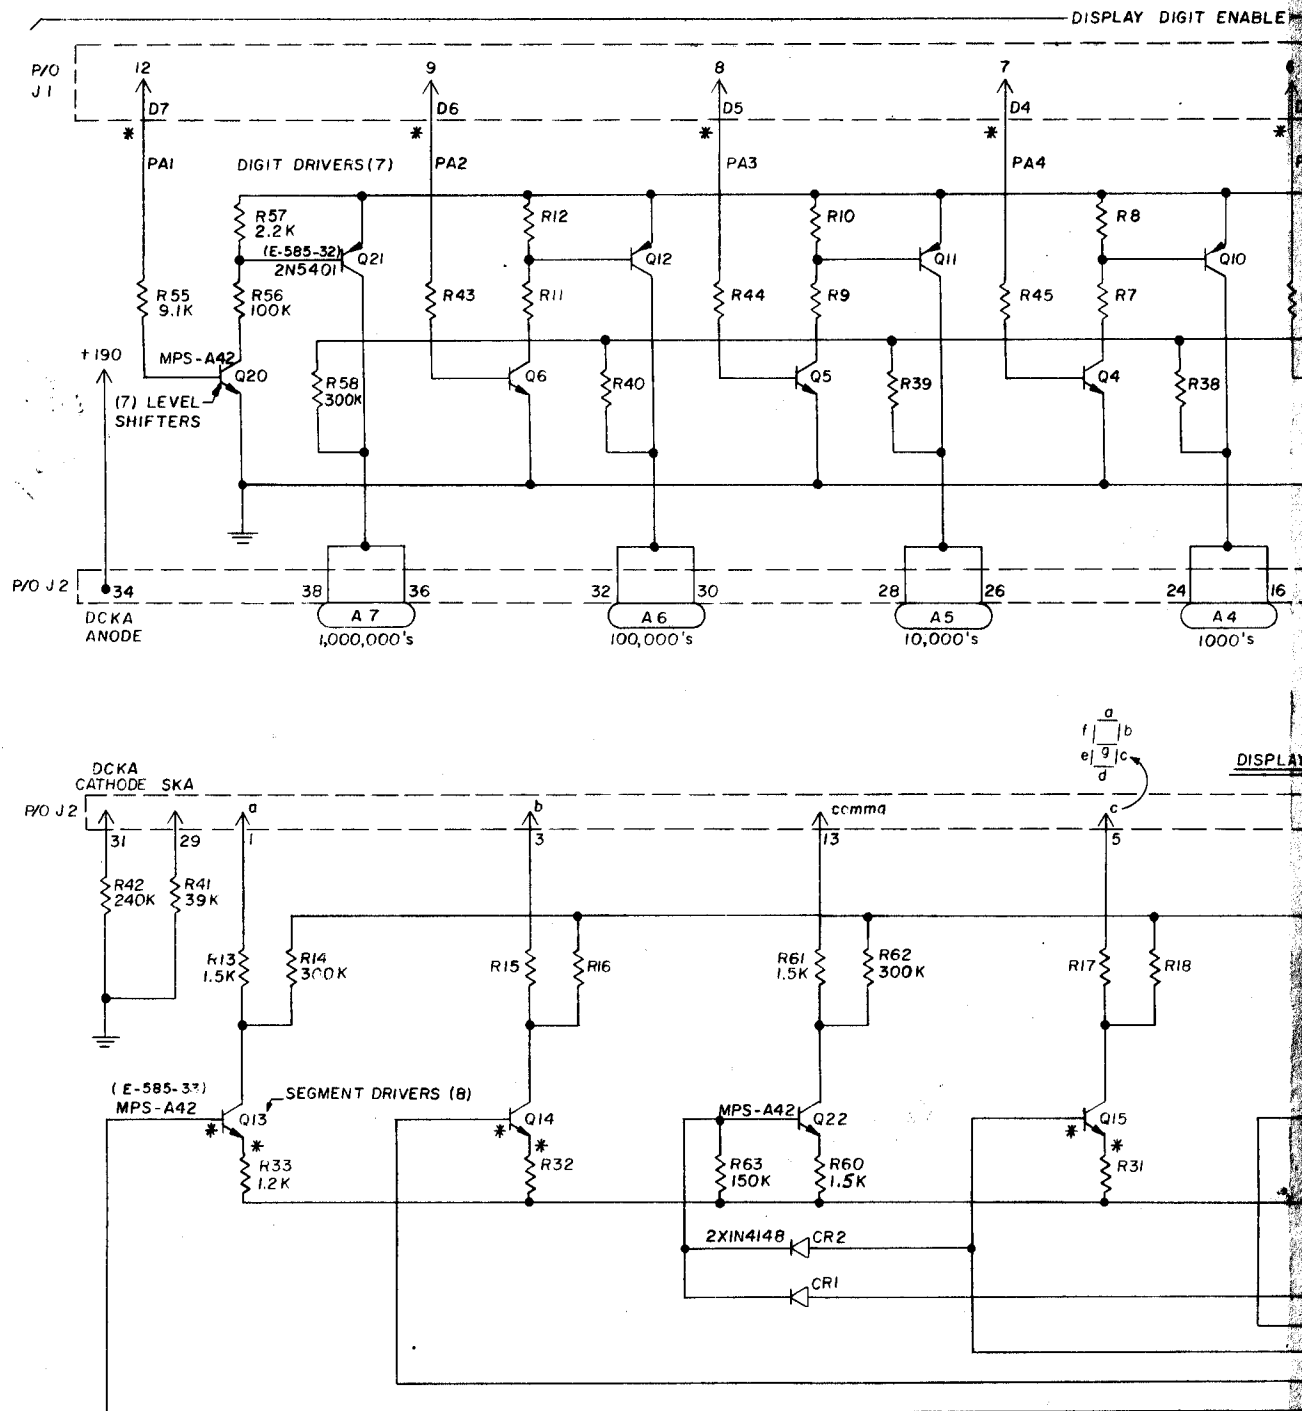 DISPLAY DIGIT ENABLE
P/O
J1
12
9
8
7
D7
D6
D5
D4
*
*
*
*
*
PA1
DIGIT DRIVERS(7)
PA2
PA3
PA4
R57
2.2K
R12
R10
R8
(E-585-32)
2N5401
Q21
Q12
Q11
Q10
R55
9.1K
R56
100K
R43
R11
R44
R9
R45
R7
+190
MPS-A42
Q20
R58
300K
Q6
R40
Q5
R39
Q4
R38
(7) LEVEL
SHIFTERS
P/O J2
34
38
36
32
30
28
26
24
16
DCKA
ANODE
A7
1,000,000's
A6
100,000's
A5
10,000's
A4
1000's
a
f
b
g
e
c
d
DISPLAY
DCKA
CATHODE SKA
P/O J2
a
b
comma
c
31
29
1
3
13
5
R42
240K
R41
39K
R13
1.5K
R14
300K
R15
R16
R61
1.5K
R62
300K
R17
R18
(E-585-33)
MPS-A42
SEGMENT DRIVERS (8)
Q13
*
*
Q14
*
*
MPS-A42
Q22
Q15
*
*
R33
1.2K
R32
R63
150K
R60
1.5K
R31
2X1N4148
CR2
CR1